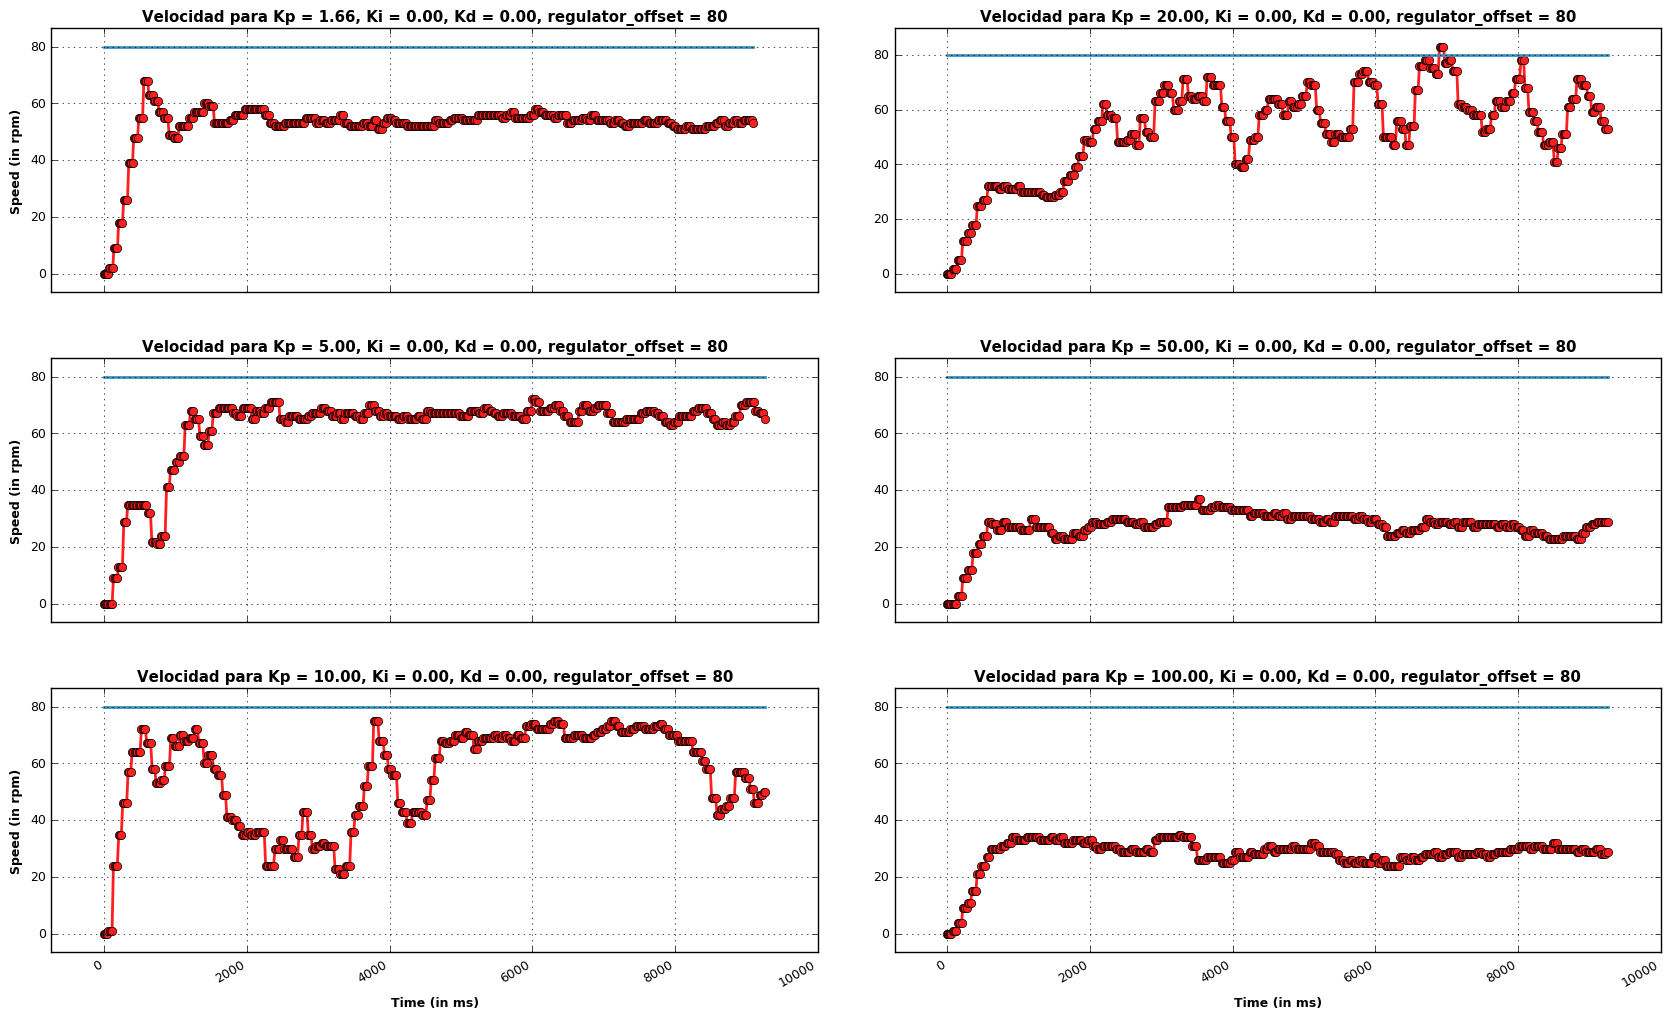 Velocidad para Kp = 1.66, Ki = 0.00, Kd = 0.00, regulator_offset = 80
80
60
40
20
0
Speed (in rpm)
Velocidad para Kp = 20.00, Ki = 0.00, Kd = 0.00, regulator_offset = 80
80
60
40
20
0
Velocidad para Kp = 5.00, Ki = 0.00, Kd = 0.00, regulator_offset = 80
80
60
40
20
0
Speed (in rpm)
Velocidad para Kp = 50.00, Ki = 0.00, Kd = 0.00, regulator_offset = 80
80
60
40
20
0
Velocidad para Kp = 10.00, Ki = 0.00, Kd = 0.00, regulator_offset = 80
80
60
40
20
0
Speed (in rpm)
0 2000 4000 6000 8000 10000
Time (in ms)
Velocidad para Kp = 100.00, Ki = 0.00, Kd = 0.00, regulator_offset = 80
80
60
40
20
0
0 2000 4000 6000 8000 10000
Time (in ms)